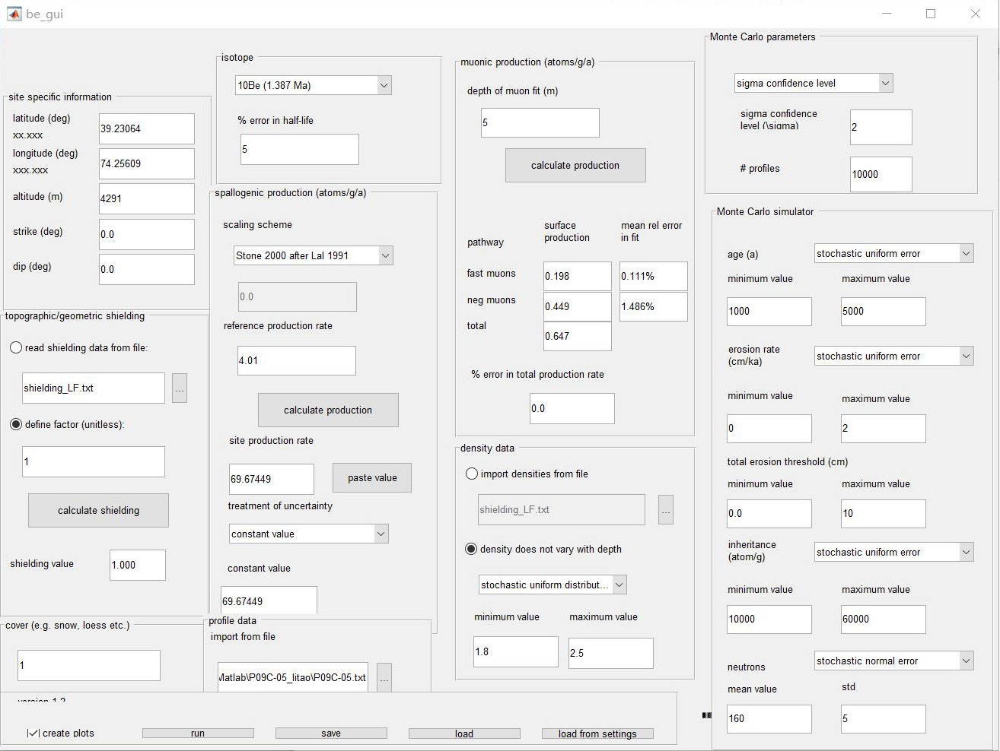 be_gui
site specific information
latitude (deg)
xx.xxx
39.23064
longitude (deg)
xxx.xxx
74.25609
altitude (m)
4291
strike (deg)
0.0
dip (deg)
0.0
topographic/geometric shielding
read shielding data from file:
shielding_LF.txt
...
define factor (unitless):
1
calculate shielding
shielding value
1.000
cover (e.g. snow, loess etc.)
1
isotope
10Be (1.387 Ma)
% error in half-life
5
spallogenic production (atoms/g/a)
scaling scheme
Stone 2000 after Lal 1991
0.0
reference production rate
4.01
calculate production
site production rate
69.67449
paste value
treatment of uncertainty
constant value
constant value
69.67449
profile data
import from file
Matlab\P09C-05_litao\P09C-05.txt
...
muonic production (atoms/g/a)
depth of muon fit (m)
5
calculate production
pathway
surface
production
mean rel error
in fit
fast muons
0.198
0.111%
neg muons
0.449
1.486%
total
0.647
% error in total production rate
0.0
density data
import densities from file
shielding_LF.txt
...
density does not vary with depth
stochastic uniform distribut...
minimum value
maximum value
1.8
2.5
Monte Carlo parameters
sigma confidence level
sigma confidence
level (\sigma)
2
# profiles
10000
Monte Carlo simulator
age (a)
stochastic uniform error
minimum value
maximum value
1000
5000
erosion rate
(cm/ka)
stochastic uniform error
minimum value
maximum value
0
2
total erosion threshold (cm)
minimum value
maximum value
0.0
10
inheritance
(atom/g)
stochastic uniform error
minimum value
maximum value
10000
60000
neutrons
stochastic normal error
mean value
std
160
5
version 1.2
create plots
run
save
load
load from settings